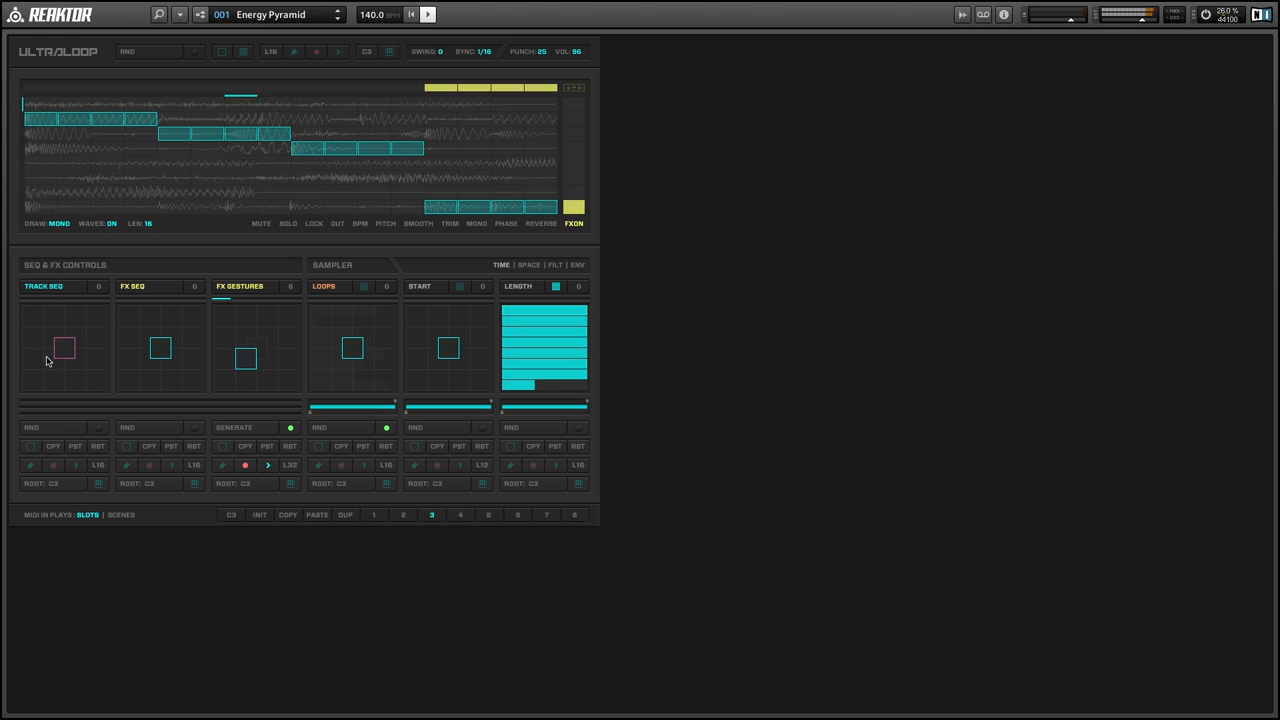 REAKTOR 001 Energy Pyramid 140.0 BPM MIDI OSC 26.0 % 44100
ULTRALOOP RND L16 C3 SWING: 0 SYNC: 1/16 PUNCH: 25 VOL: 96
DRAW: MONO WAVES: ON LEN: 16 MUTE SOLO LOCK OUT BPM PITCH SMOOTH TRIM MONO PHASE REVERSE FXON
SEQ & FX CONTROLS SAMPLER TIME | SPACE | FILT | ENV
TRACK SEQ 0 FX SEQ 0 FX GESTURES 6 LOOPS 0 START 0 LENGTH 0
RND RND GENERATE RND RND RND
CPY PST RST CPY PST RST CPY PST RST CPY PST RST CPY PST RST CPY PST RST
L16 L16 L32 L16 L12 L16
ROOT: C3 ROOT: C3 ROOT: C3 ROOT: C3 ROOT: C3 ROOT: C3
MIDI IN PLAYS : SLOTS | SCENES C3 INIT COPY PASTE DUP 1 2 3 4 5 6 7 8